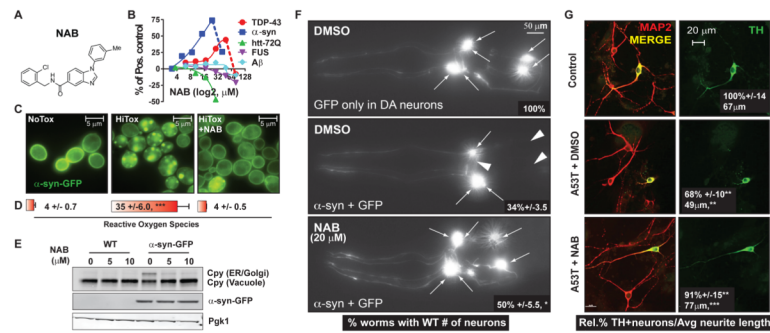 A
NAB
Me
Cl
H
N
O
N
N
B
% of Pos. control
75
50
25
0
-25
-50
4 8 16 32 64 128
NAB (log2, μM)
TDP-43
α-syn
htt-72Q
FUS
Aβ
C
NoTox
5 μm
HiTox
5 μm
HiTox
+NAB
5 μm
α-syn-GFP
D
4 +/- 0.7
35 +/-6.0, ***
4 +/- 0.5
Reactive Oxygen Species
E
NAB
(μM)
WT
α-syn-GFP
0 5 10 0 5 10
Cpy (ER/Golgi)
Cpy (Vacuole)
α-syn-GFP
Pgk1
F
DMSO
50 μm
GFP only in DA neurons
100%
DMSO
α-syn + GFP
34%+/-3.5
NAB
(20 μM)
α-syn + GFP
50% +/-5.5, *
% worms with WT # of neurons
G
MAP2
MERGE
TH
20 μm
Control
100%+/-14
67μm
A53T + DMSO
68% +/-10**
49μm,**
A53T + NAB
91%+/-15**
77μm,***
Rel.% TH+neurons/Avg neurite length